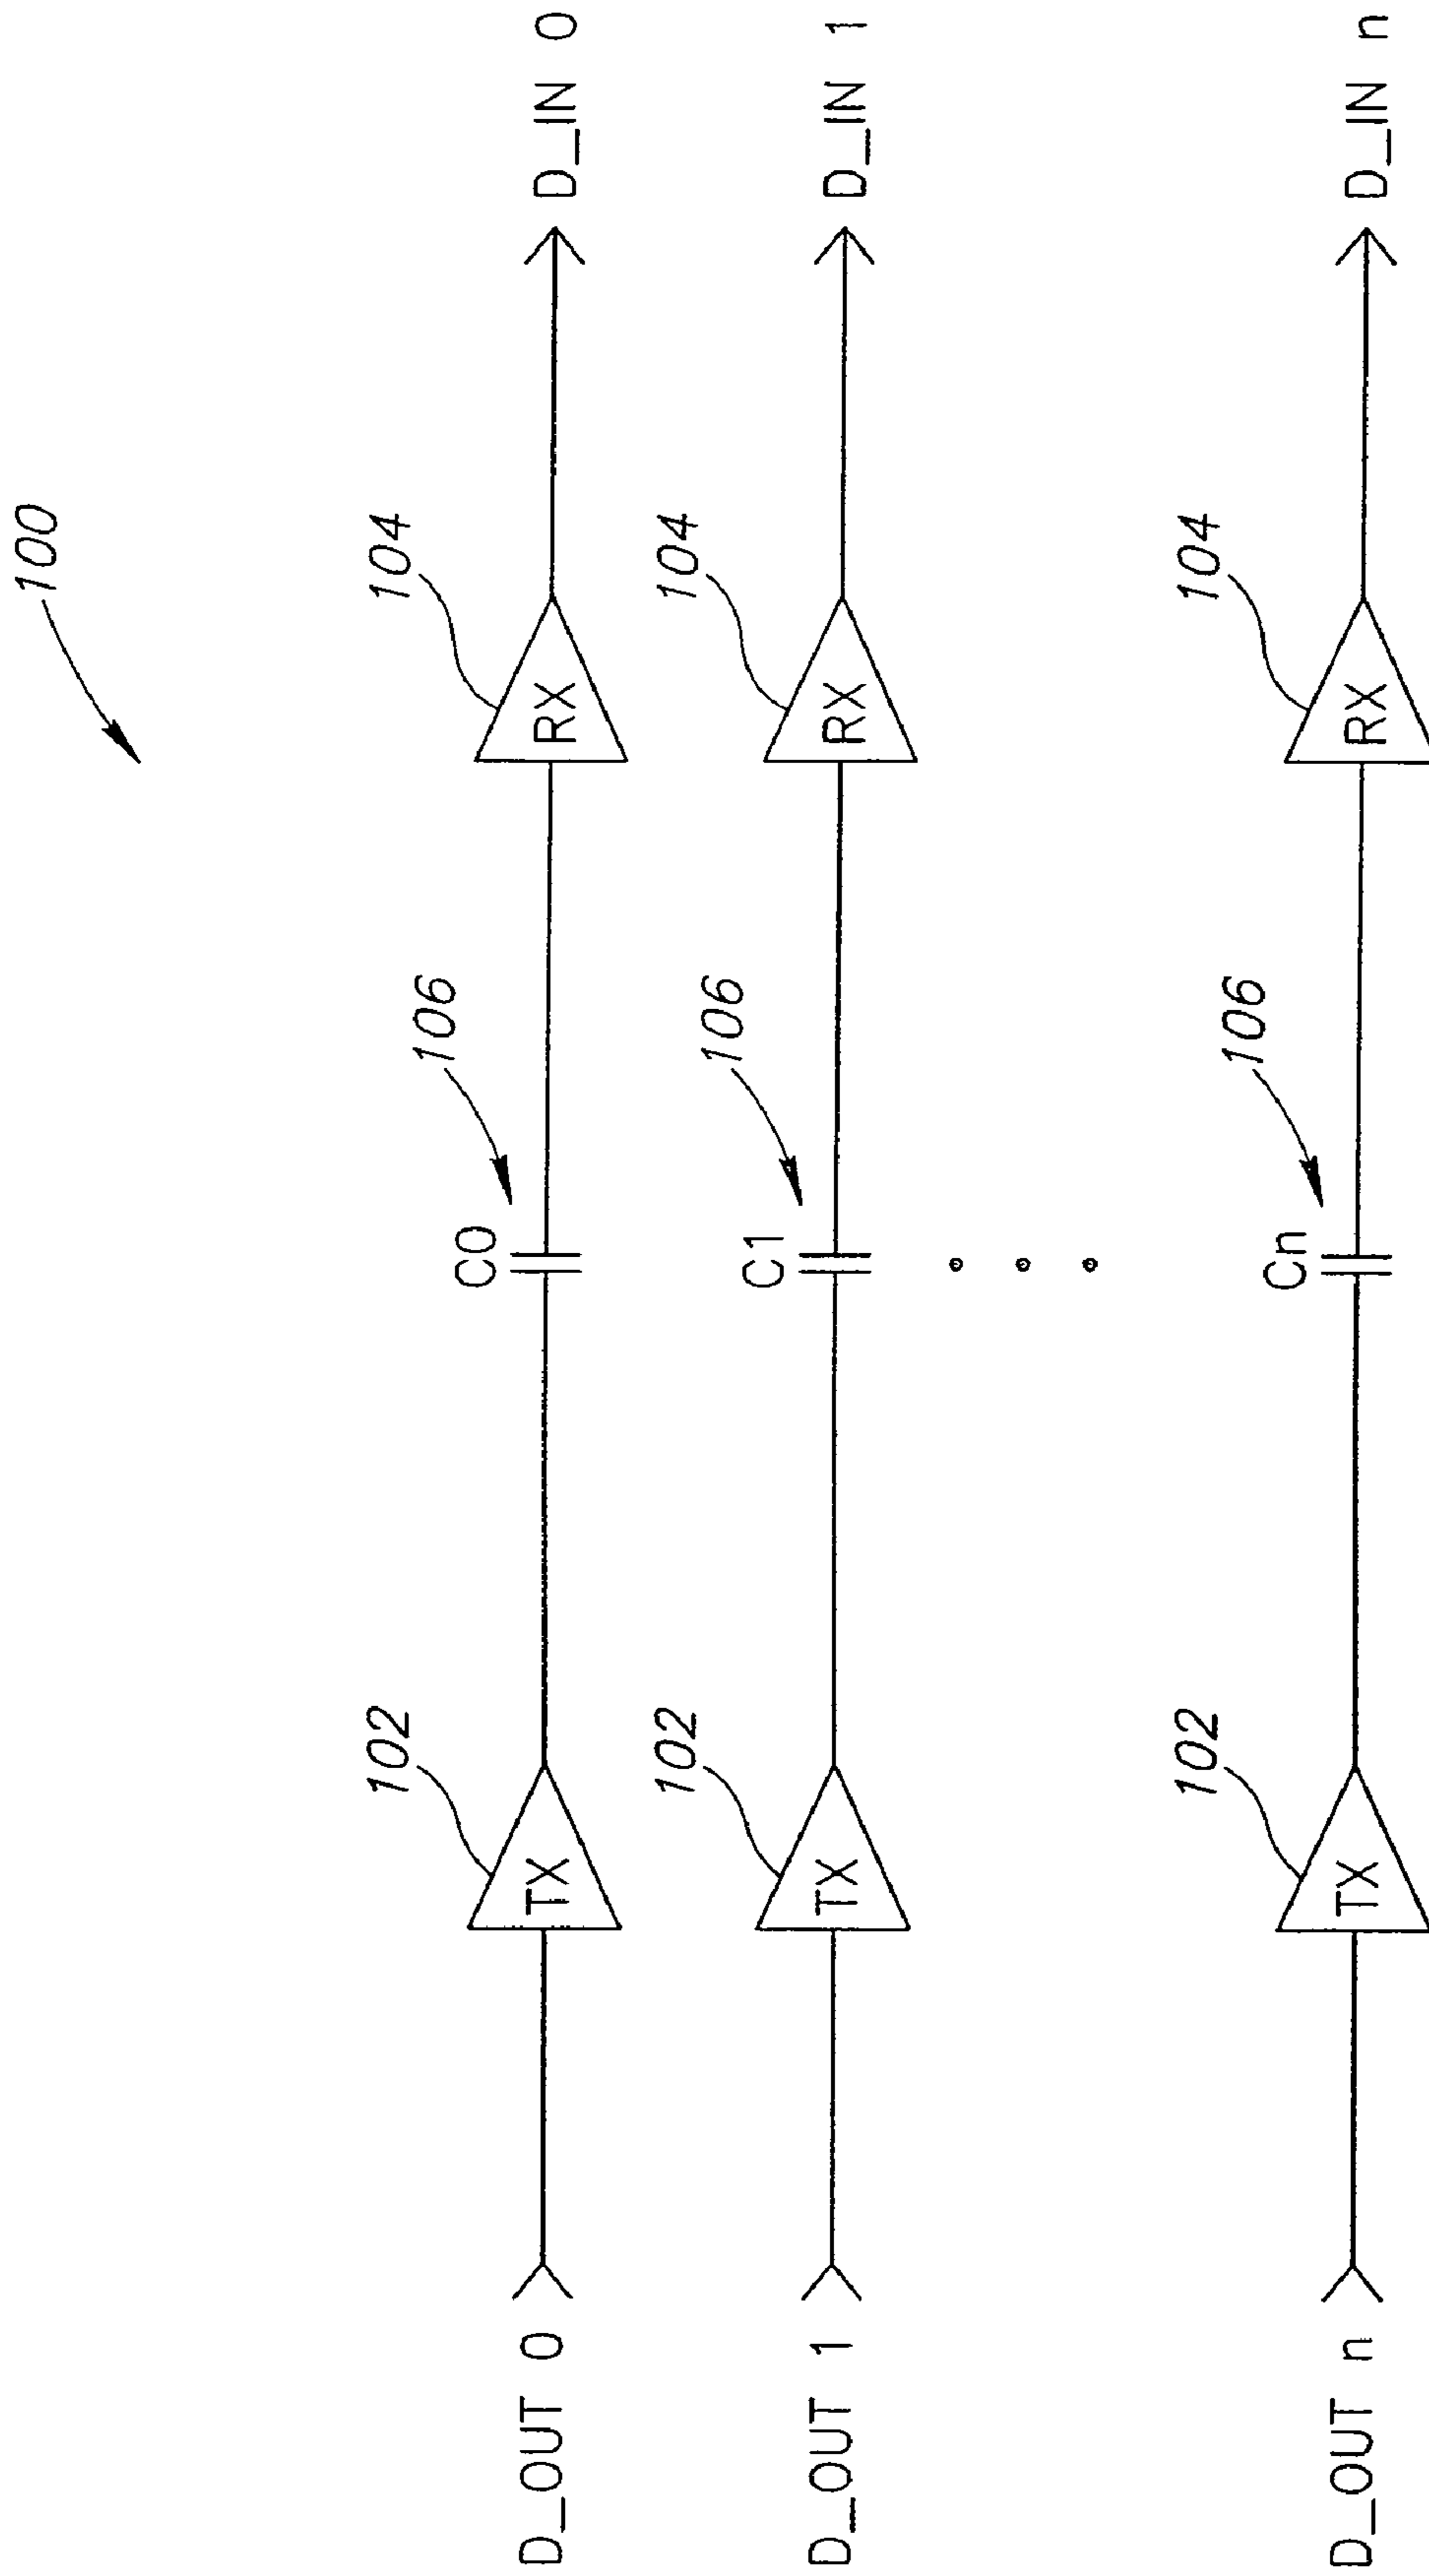 100
D_OUT 0
102
TX
C0
106
104
RX
D_IN 0
D_OUT 1
102
TX
C1
106
104
RX
D_IN 1
D_OUT n
102
TX
Cn
106
104
RX
D_IN n